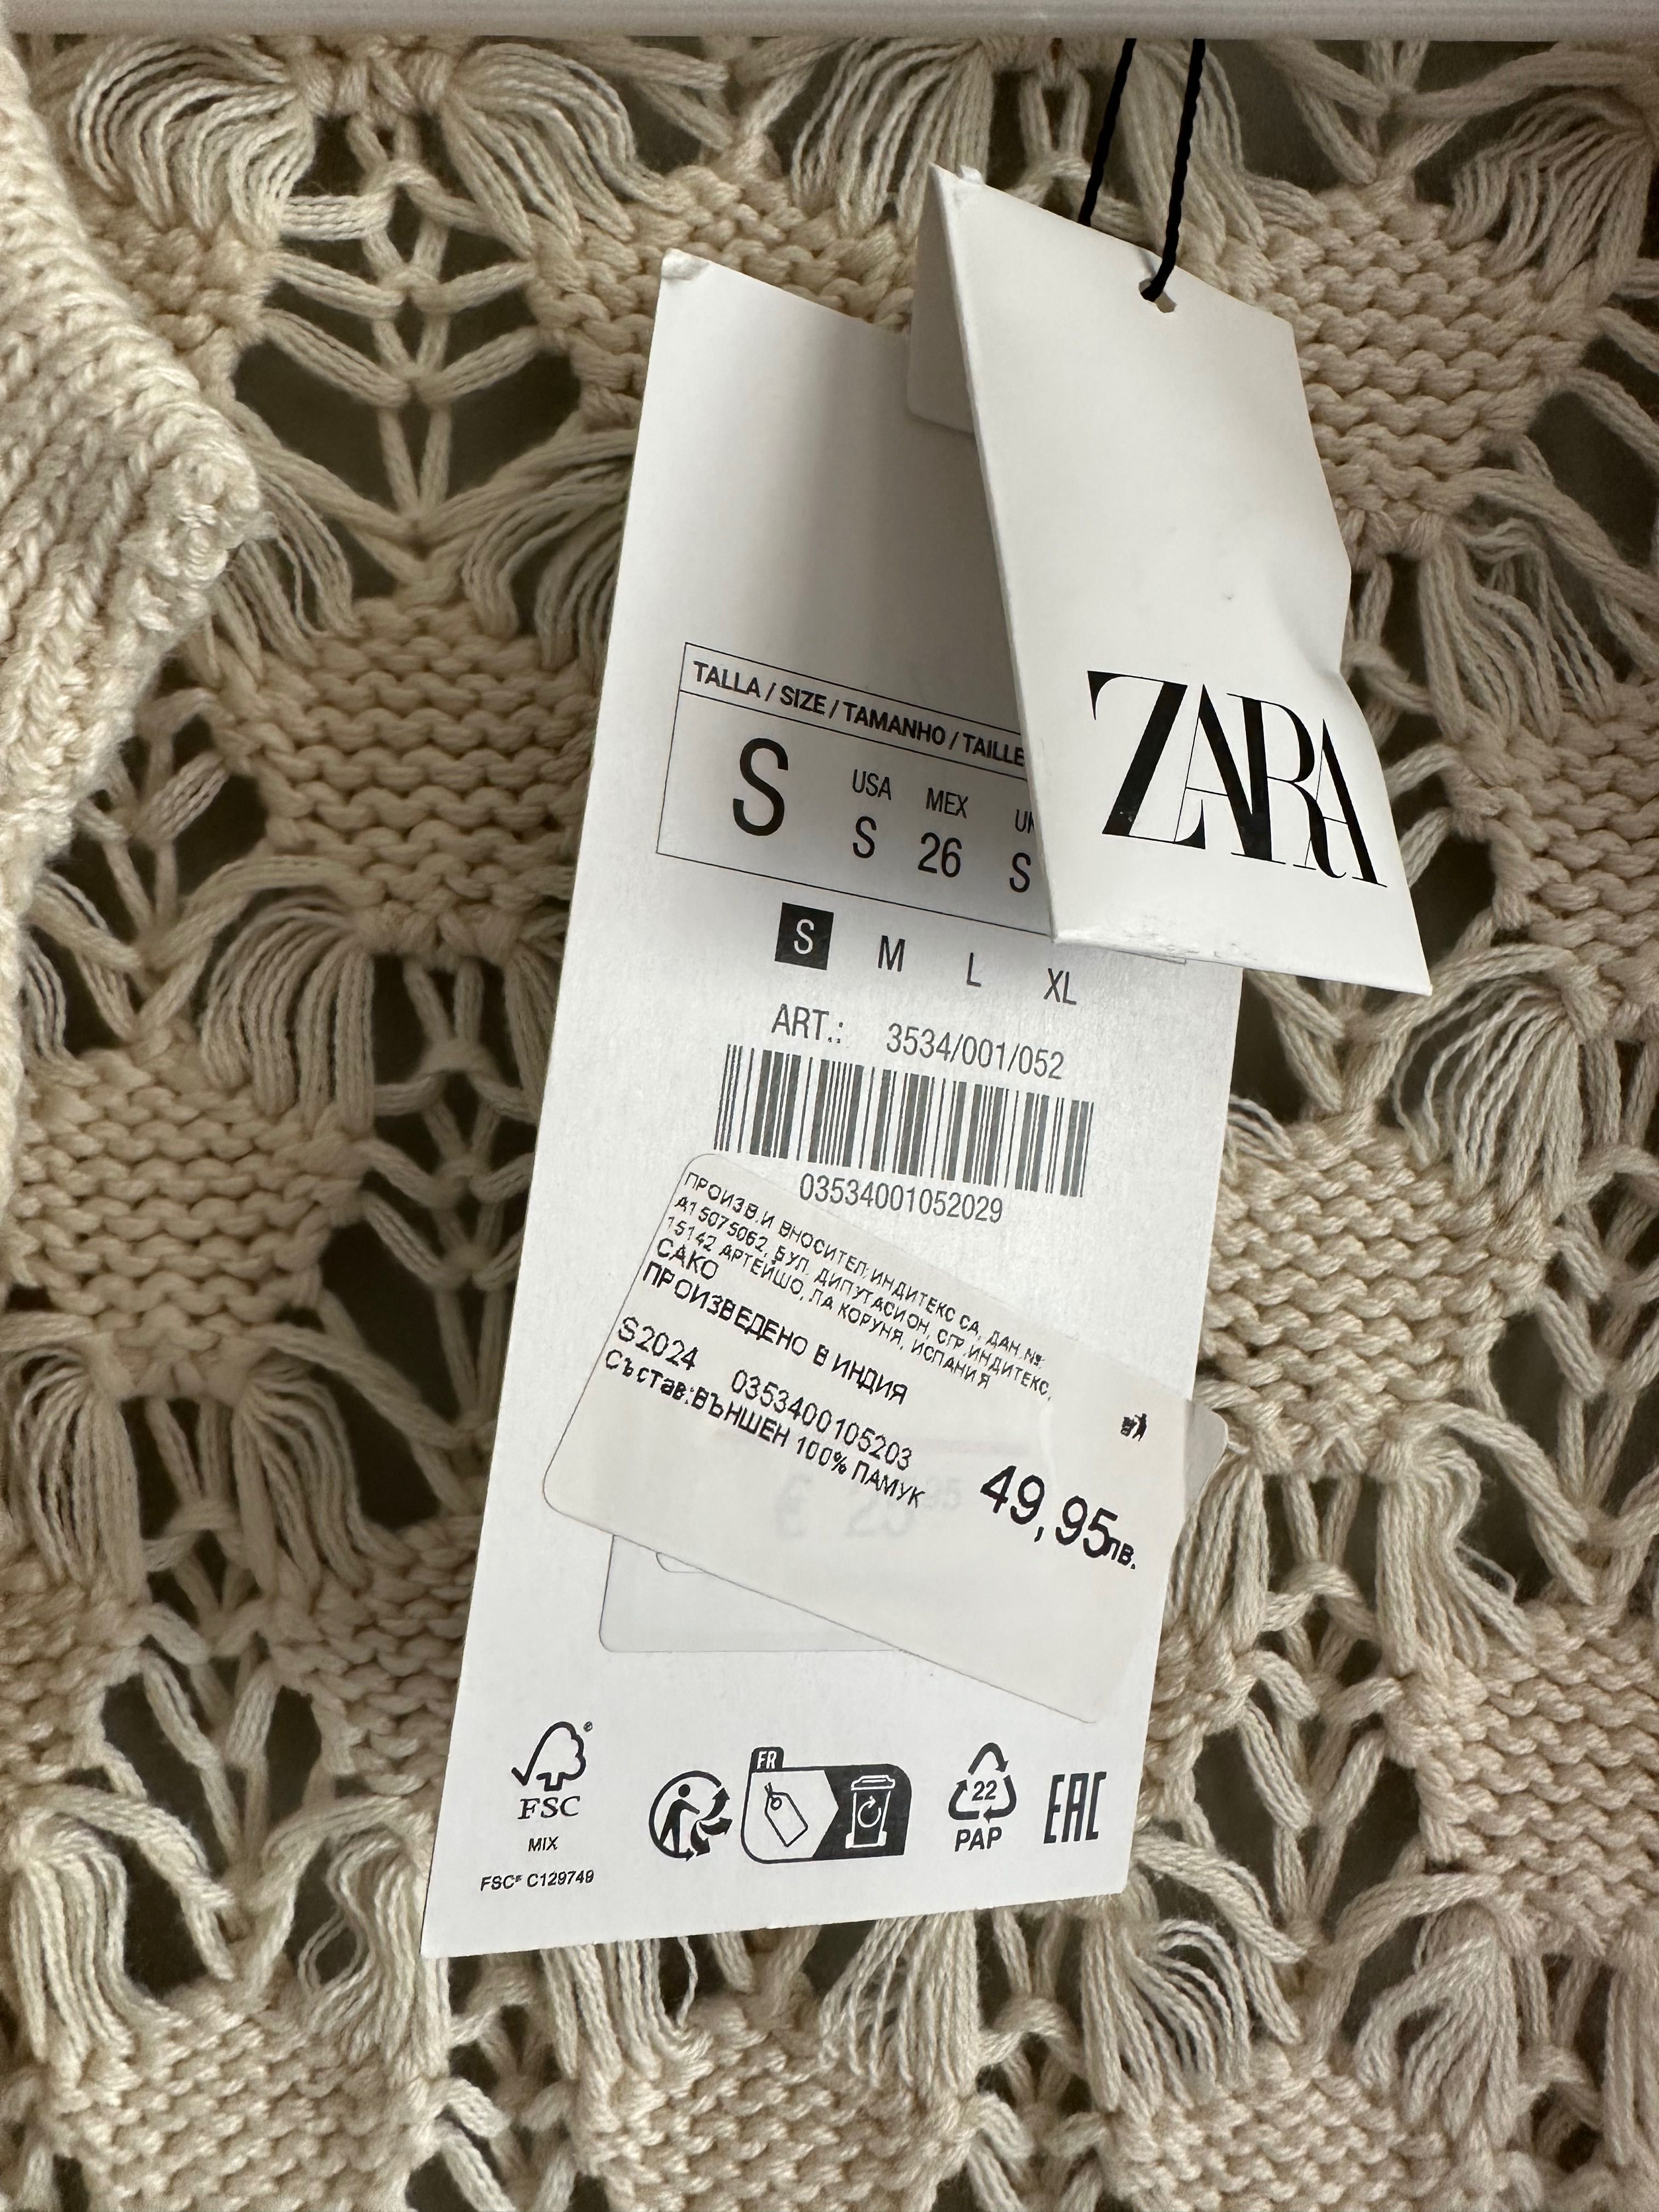 ZARA
TALLA / SIZE / TAMANHO / TAILLE
USA MEX
S S 26 S
S M L XL
ART.: 3534/001/052
03534001052029
ПРОИЗВ.И ВНОСИТЕЛ:ИНДИТЕКС СА, ДАН.№:
А15075062, БУЛ. ДИПУТАСИОН, СГР.ИНДИТЕКС,
15142 АРТЕЙШО, ЛА КОРУНЯ, ИСПАНИЯ
САКО
ПРОИЗВЕДЕНО В ИНДИЯ
S2024 0353400105203
Състав:ВЪНШЕН 100% ПАМУК
49,95лв.
FR
FSC®
MIX
FSC® C129749
22
PAP
EAC